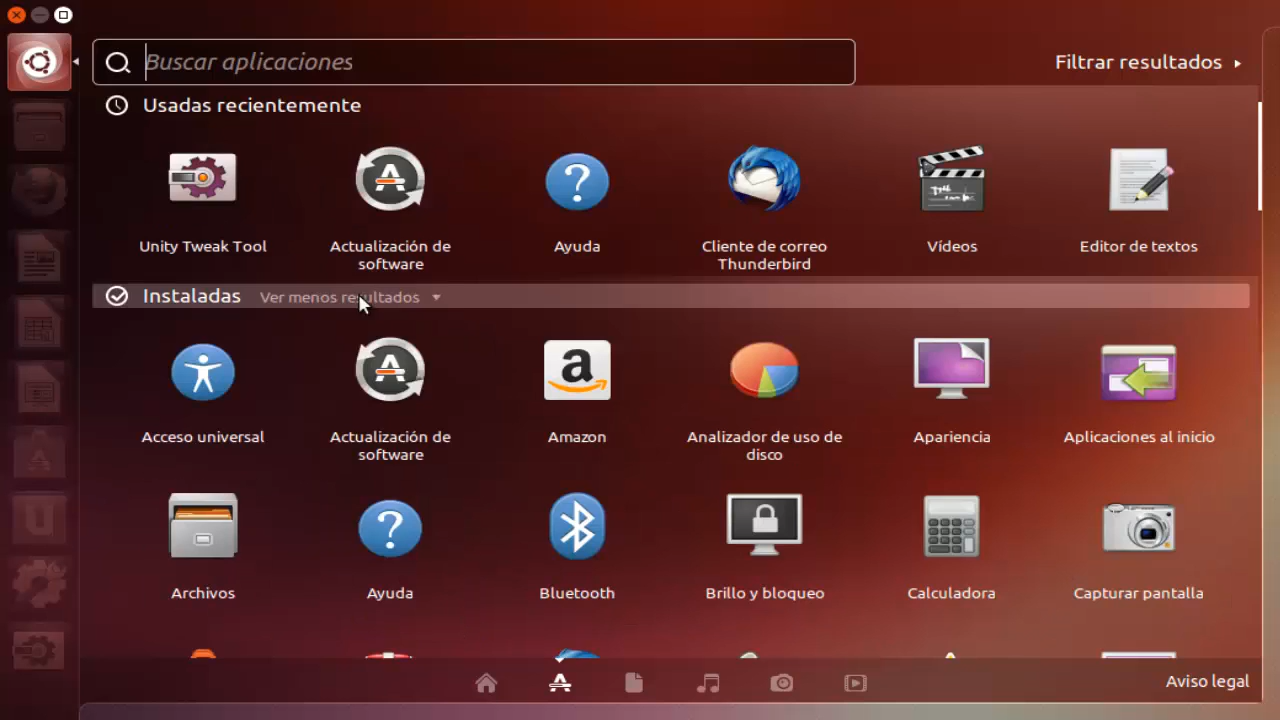 Buscar aplicaciones
Filtrar resultados
Usadas recientemente
Unity Tweak Tool
Actualización de
software
Ayuda
Cliente de correo
Thunderbird
Vídeos
Editor de textos
Instaladas Ver menos resultados
Acceso universal
Actualización de
software
Amazon
Analizador de uso de
disco
Apariencia
Aplicaciones al inicio
Archivos
Ayuda
Bluetooth
Brillo y bloqueo
Calculadora
Capturar pantalla
Aviso legal